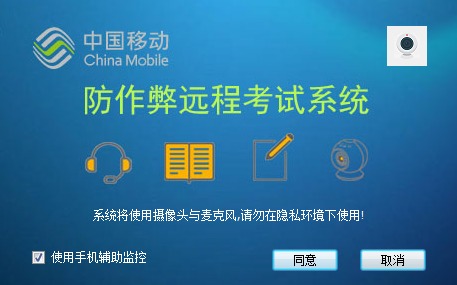 中国移动
China Mobile
防作弊远程考试系统
系统将使用摄像头与麦克风,请勿在隐私环境下使用!
使用手机辅助监控
同意
取消